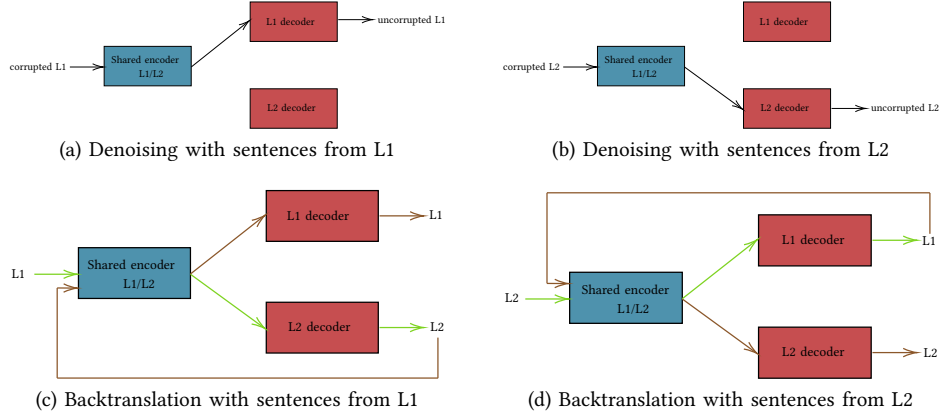 L1 decoder
uncorrupted L1
corrupted L1
Shared encoder
L1/L2
L2 decoder
(a) Denoising with sentences from L1
L1 decoder
corrupted L2
Shared encoder
L1/L2
L2 decoder
uncorrupted L2
(b) Denoising with sentences from L2
L1 decoder
L1
L1
Shared encoder
L1/L2
L2 decoder
L2
(c) Backtranslation with sentences from L1
L1 decoder
L1
L2
Shared encoder
L1/L2
L2 decoder
L2
(d) Backtranslation with sentences from L2